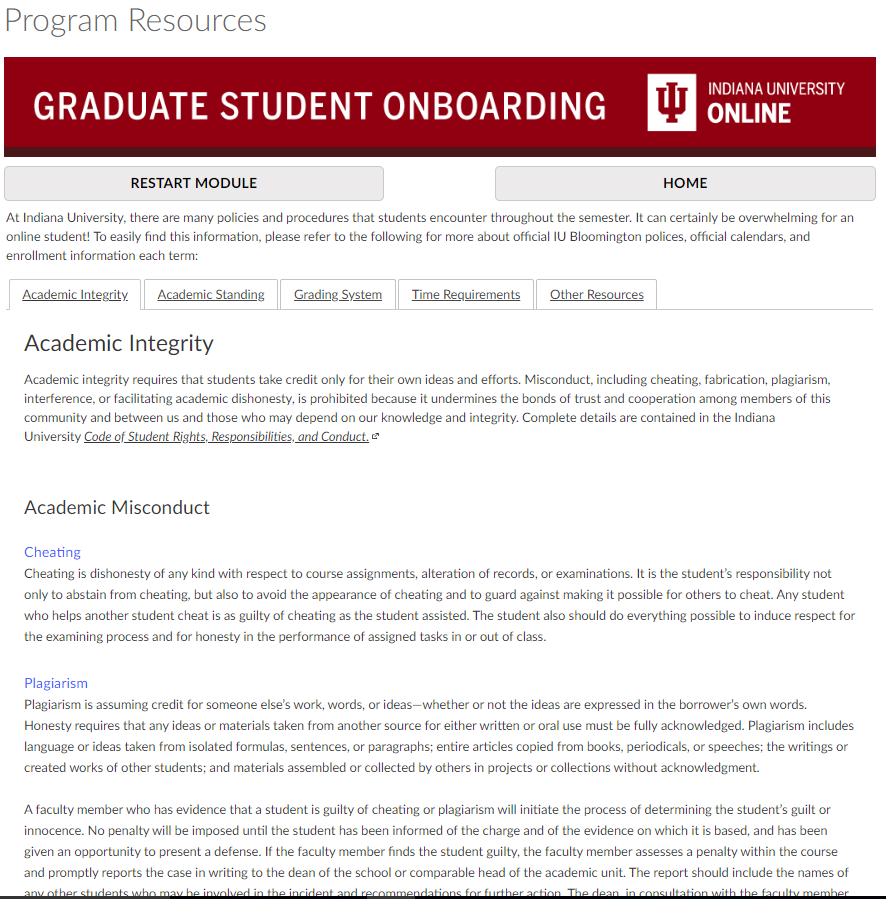 Program Resources
GRADUATE STUDENT ONBOARDING
INDIANA UNIVERSITY
ONLINE
RESTART MODULE
HOME
At Indiana University, there are many policies and procedures that students encounter throughout the semester. It can certainly be overwhelming for an
online student! To easily find this information, please refer to the following for more about official IU Bloomington polices, official calendars, and
enrollment information each term:
Academic Integrity
Academic Standing
Grading System
Time Requirements
Other Resources
Academic Integrity
Academic integrity requires that students take credit only for their own ideas and efforts. Misconduct, including cheating, fabrication, plagiarism,
interference, or facilitating academic dishonesty, is prohibited because it undermines the bonds of trust and cooperation among members of this
community and between us and those who may depend on our knowledge and integrity. Complete details are contained in the Indiana
University Code of Student Rights, Responsibilities, and Conduct.
Academic Misconduct
Cheating
Cheating is dishonesty of any kind with respect to course assignments, alteration of records, or examinations. It is the student's responsibility not
only to abstain from cheating, but also to avoid the appearance of cheating and to guard against making it possible for others to cheat. Any student
who helps another student cheat is as guilty of cheating as the student assisted. The student also should do everything possible to induce respect for
the examining process and for honesty in the performance of assigned tasks in or out of class.
Plagiarism
Plagiarism is assuming credit for someone else's work, words, or ideas—whether or not the ideas are expressed in the borrower's own words.
Honesty requires that any ideas or materials taken from another source for either written or oral use must be fully acknowledged. Plagiarism includes
language or ideas taken from isolated formulas, sentences, or paragraphs; entire articles copied from books, periodicals, or speeches; the writings or
created works of other students; and materials assembled or collected by others in projects or collections without acknowledgment.
A faculty member who has evidence that a student is guilty of cheating or plagiarism will initiate the process of determining the student's guilt or
innocence. No penalty will be imposed until the student has been informed of the charge and of the evidence on which it is based, and has been
given an opportunity to present a defense. If the faculty member finds the student guilty, the faculty member assesses a penalty within the course
and promptly reports the case in writing to the dean of the school or comparable head of the academic unit. The report should include the names of
any other students who may be involved in the incident and recommendations for further action. The dean, in consultation with the faculty member